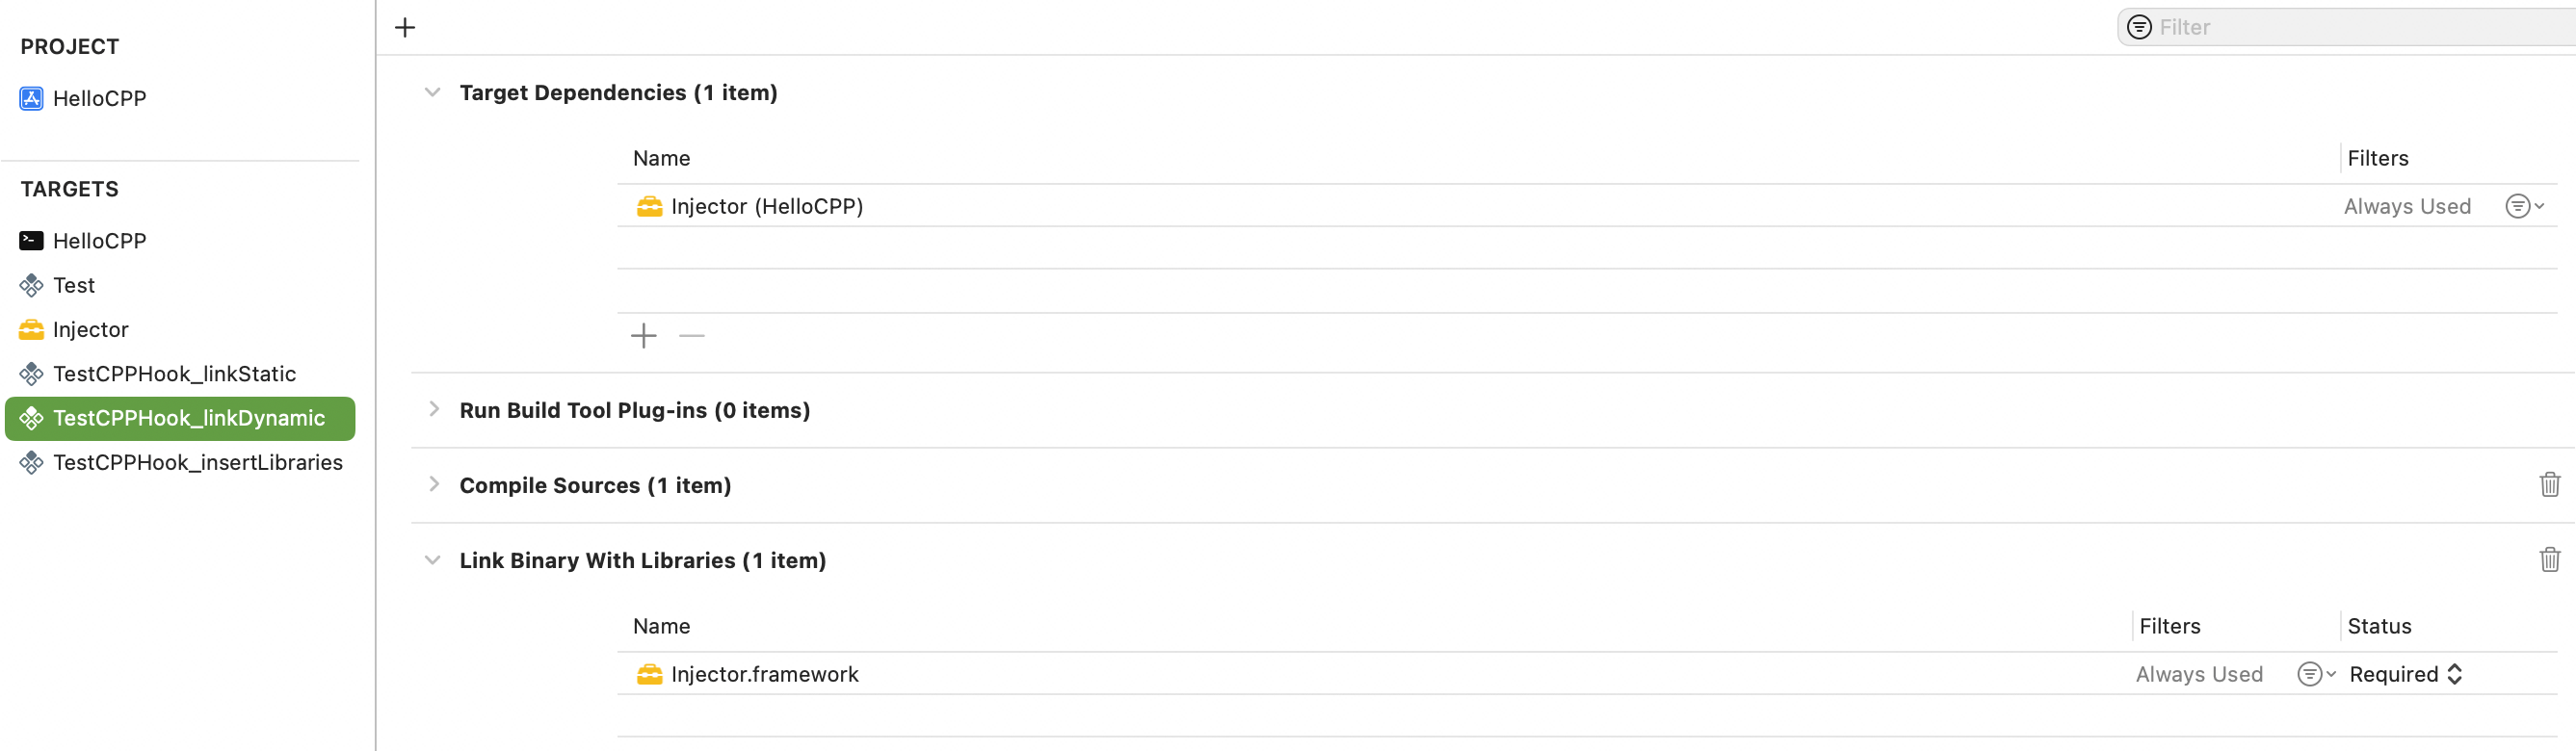 PROJECT
HelloCPP
TARGETS
HelloCPP
Test
Injector
TestCPPHook_linkStatic
TestCPPHook_linkDynamic
TestCPPHook_insertLibraries
Filter
Target Dependencies (1 item)
Name Filters
Injector (HelloCPP) Always Used
Run Build Tool Plug-ins (0 items)
Compile Sources (1 item)
Link Binary With Libraries (1 item)
Name Filters Status
Injector.framework Always Used Required